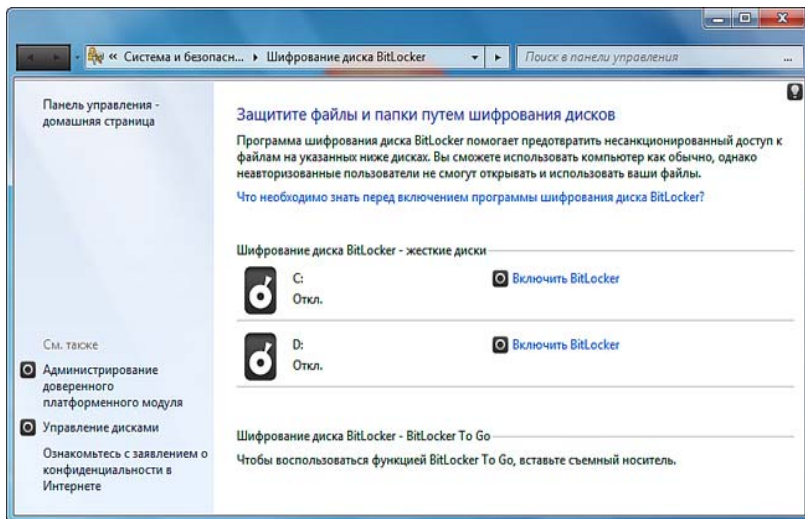 « Система и безопасн... Шифрование диска BitLocker
Поиск в панели управления ...
Панель управления -
домашняя страница
Защитите файлы и папки путем шифрования дисков
Программа шифрования диска BitLocker помогает предотвратить несанкционированный доступ к
файлам на указанных ниже дисках. Вы сможете использовать компьютер как обычно, однако
неавторизованные пользователи не смогут открывать и использовать ваши файлы.
Что необходимо знать перед включением программы шифрования диска BitLocker?
Шифрование диска BitLocker - жесткие диски
C:
Включить BitLocker
Откл.
D:
Включить BitLocker
Откл.
Шифрование диска BitLocker - BitLocker To Go
Чтобы воспользоваться функцией BitLocker To Go, вставьте съемный носитель.
См. также
Администрирование
доверенного
платформенного модуля
Управление дисками
Ознакомьтесь с заявлением о
конфиденциальности в
Интернете